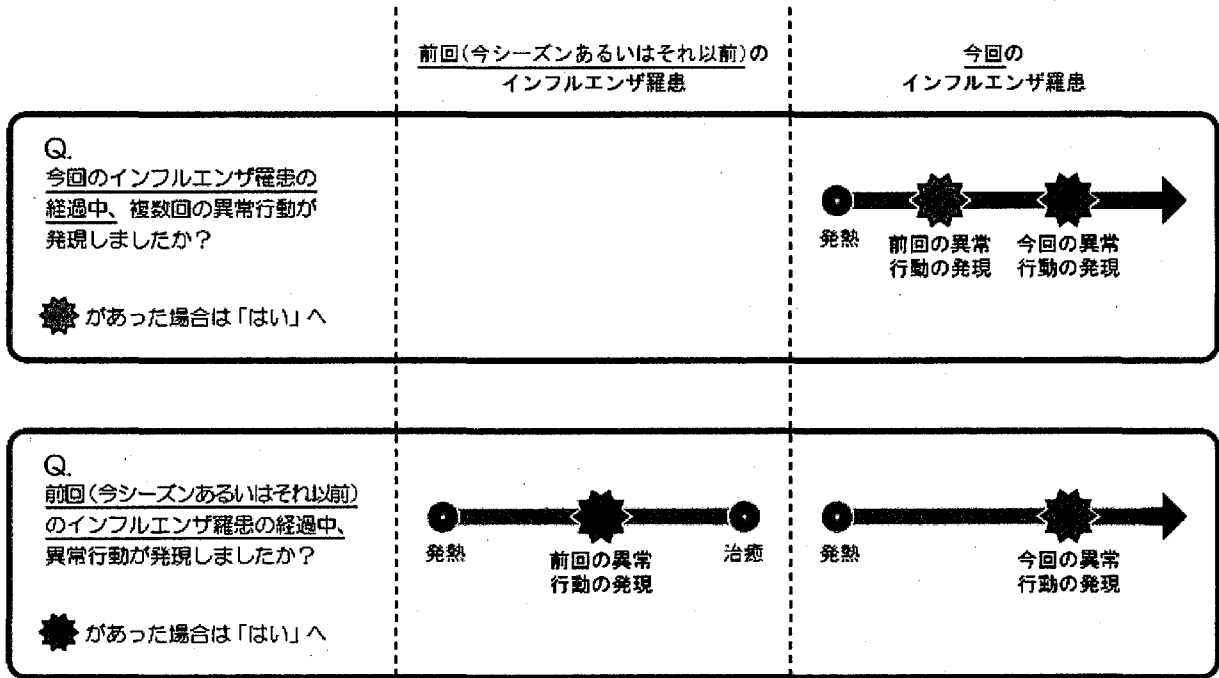 前回(今シーズンあるいはそれ以前)の
インフルエンザ罹患
今回の
インフルエンザ罹患
Q.
今回のインフルエンザ罹患の
経過中、複数回の異常行動が
発現しましたか？
があった場合は「はい」へ
発熱
前回の異常
行動の発現
今回の異常
行動の発現
Q.
前回(今シーズンあるいはそれ以前)
のインフルエンザ罹患の経過中、
異常行動が発現しましたか？
があった場合は「はい」へ
発熱
前回の異常
行動の発現
治癒
発熱
今回の異常
行動の発現